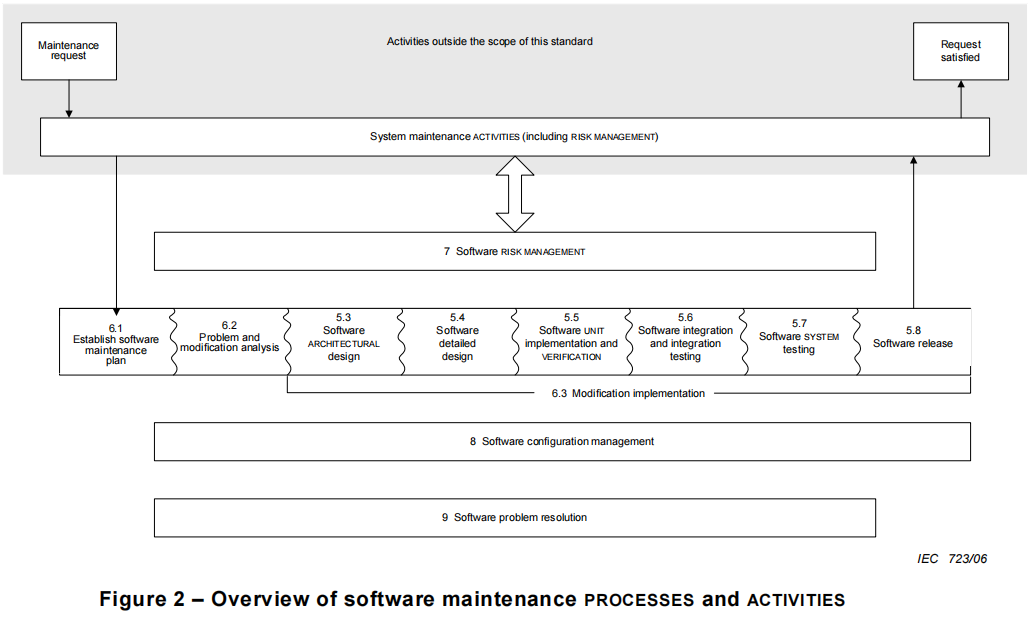 Maintenance
request
Activities outside the scope of this standard
Request
satisfied
System maintenance ACTIVITIES (including RISK MANAGEMENT)
7 Software RISK MANAGEMENT
6.1
Establish software
maintenance
plan
6.2
Problem and
modification analysis
5.3
Software
ARCHITECTURAL
design
5.4
Software
detailed
design
5.5
Software UNIT
implementation and
VERIFICATION
5.6
Software integration
and integration
testing
5.7
Software SYSTEM
testing
5.8
Software release
6.3 Modification implementation
8 Software configuration management
9 Software problem resolution
IEC 723/06
Figure 2 – Overview of software maintenance PROCESSES and ACTIVITIES